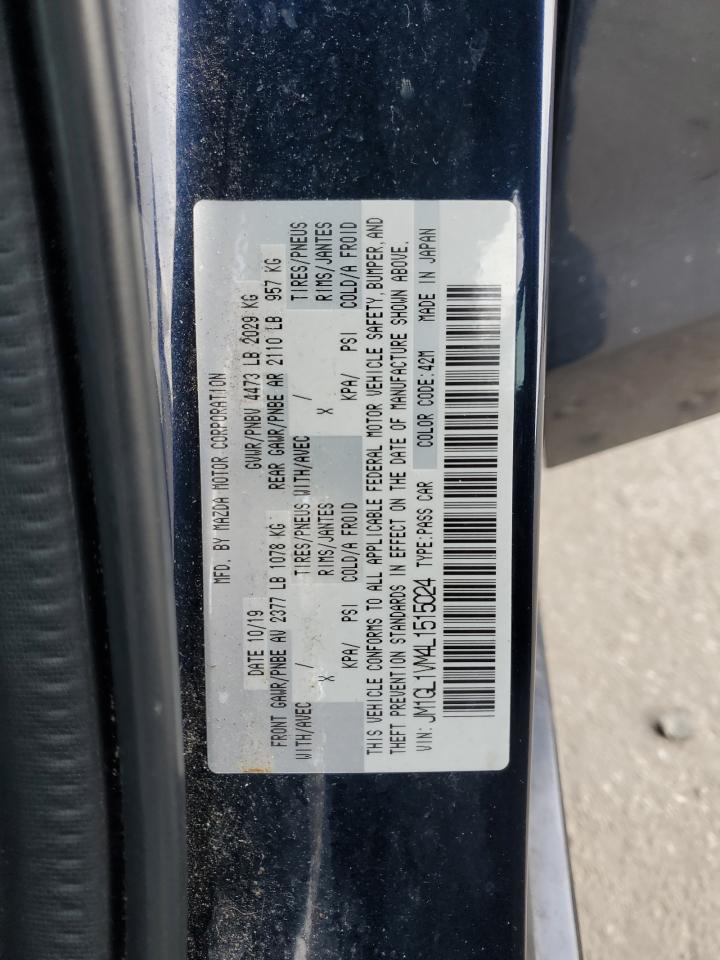 MFD. BY MAZDA MOTOR CORPORATION
DATE 10/19 GVWR/PNBV 4473 LB 2029 KG
FRONT GAWR/PNBE AV 2377 LB 1078 KG REAR GAWR/PNBE AR 2110 LB 957 KG
WITH/AVEC / TIRES/PNEUS WITH/AVEC / TIRES/PNEUS
X RIMS/JANTES X RIMS/JANTES
KPA/ PSI COLD/A FROID KPA/ PSI COLD/A FROID
THIS VEHICLE CONFORMS TO ALL APPLICABLE FEDERAL MOTOR VEHICLE SAFETY, BUMPER, AND
THEFT PREVENTION STANDARDS IN EFFECT ON THE DATE OF MANUFACTURE SHOWN ABOVE.
VIN: JM1GL1VM4L1515024 TYPE:PASS CAR COLOR CODE:42M MADE IN JAPAN